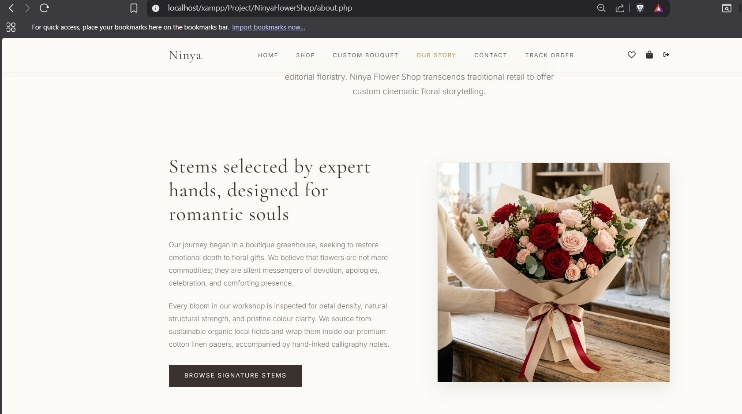 localhost/xampp/Project/NinyaFlowerShop/about.php
For quick access, place your bookmarks here on the bookmarks bar. Import bookmarks now...
Ninya. HOME SHOP CUSTOM BOUQUET OUR STORY CONTACT TRACK ORDER
editorial floristry. Ninya Flower Shop transcends traditional retail to offer
custom cinematic floral storytelling.
Stems selected by expert
hands, designed for
romantic souls
Our journey began in a boutique greenhouse, seeking to restore
emotional depth to floral gifts. We believe that flowers are not mere
commodities; they are silent messengers of devotion, apologies,
celebration, and comforting presence.
Every bloom in our workshop is inspected for petal density, natural
structural strength, and pristine colour clarity. We source from
sustainable organic local fields and wrap them inside our premium
cotton linen papers, accompanied by hand-inked calligraphy notes.
BROWSE SIGNATURE STEMS